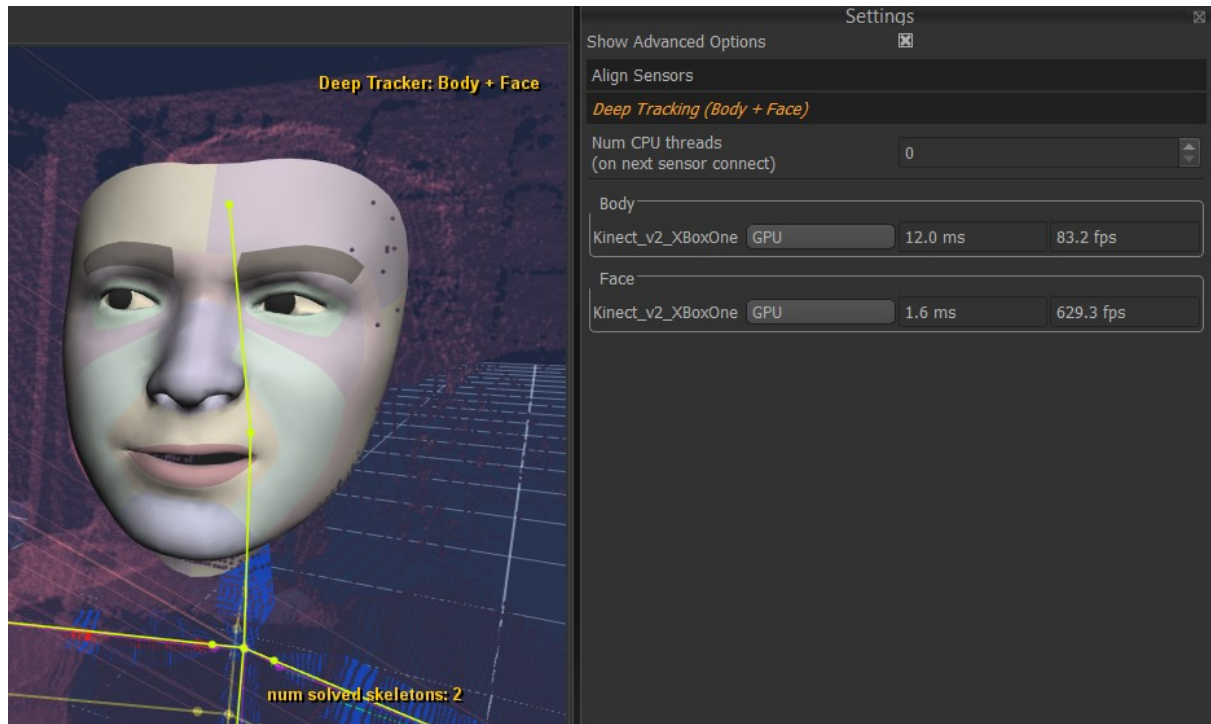 Settings
Show Advanced Options
Align Sensors
Deep Tracker: Body + Face
Deep Tracking (Body + Face)
Num CPU threads
(on next sensor connect)
0
Body
Kinect_v2_XBoxOne GPU 12.0 ms 83.2 fps
Face
Kinect_v2_XBoxOne GPU 1.6 ms 629.3 fps
num solved skeletons: 2